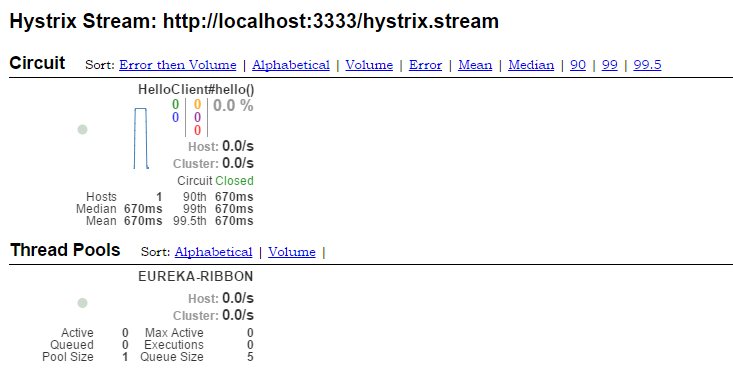 Hystrix Stream: http://localhost:3333/hystrix.stream
Circuit Sort: Error then Volume | Alphabetical | Volume | Error | Mean | Median | 90 | 99 | 99.5
HelloClient#hello()
0 0 0.0 %
0 0
0
Host: 0.0/s
Cluster: 0.0/s
Circuit Closed
Hosts 1 90th 670ms
Median 670ms 99th 670ms
Mean 670ms 99.5th 670ms
Thread Pools Sort: Alphabetical | Volume |
EUREKA-RIBBON
Host: 0.0/s
Cluster: 0.0/s
Active 0 Max Active 0
Queued 0 Executions 0
Pool Size 1 Queue Size 5